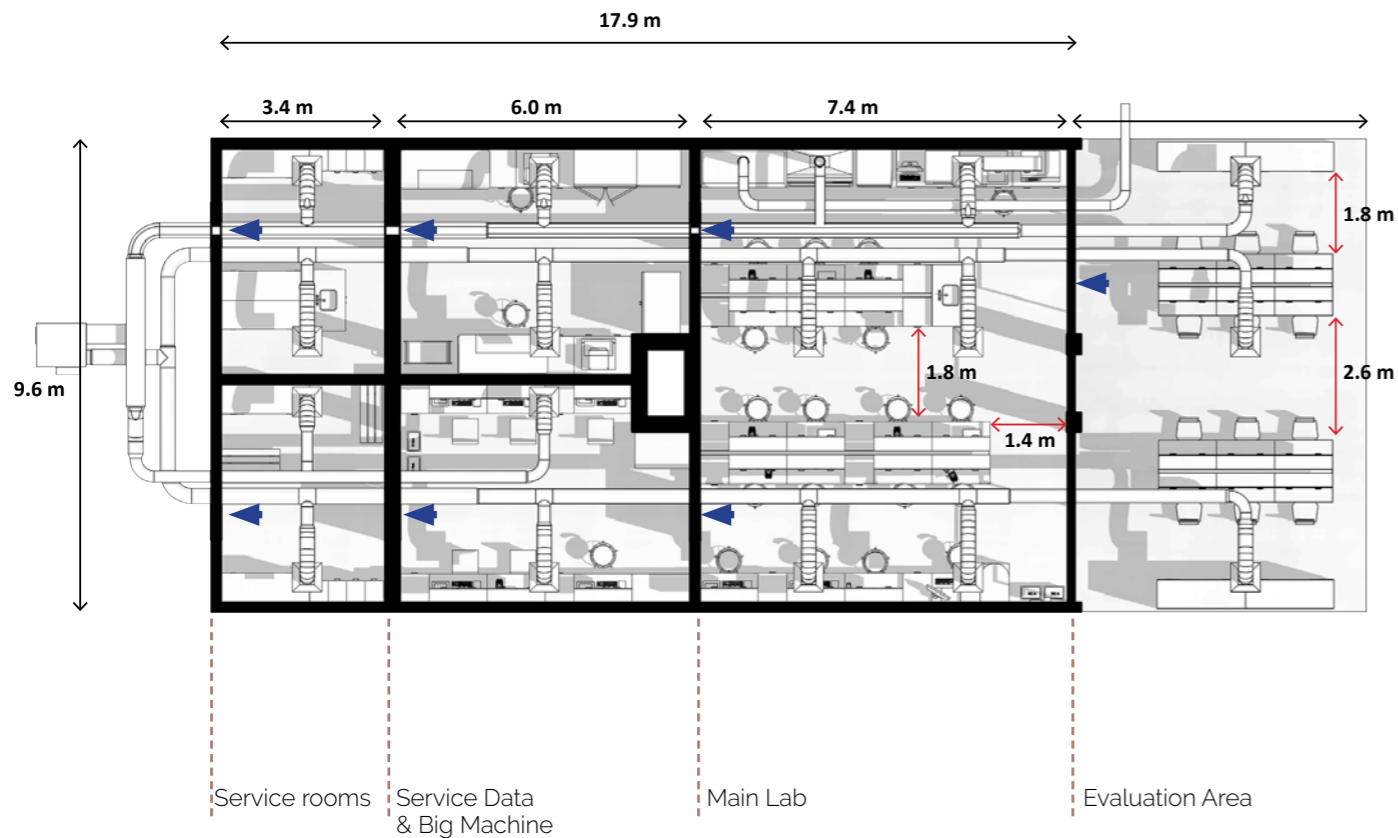 17.9 m
3.4 m
6.0 m
7.4 m
1.8 m
9.6 m
1.8 m
2.6 m
1.4 m
Service rooms
Service Data
& Big Machine
Main Lab
Evaluation Area